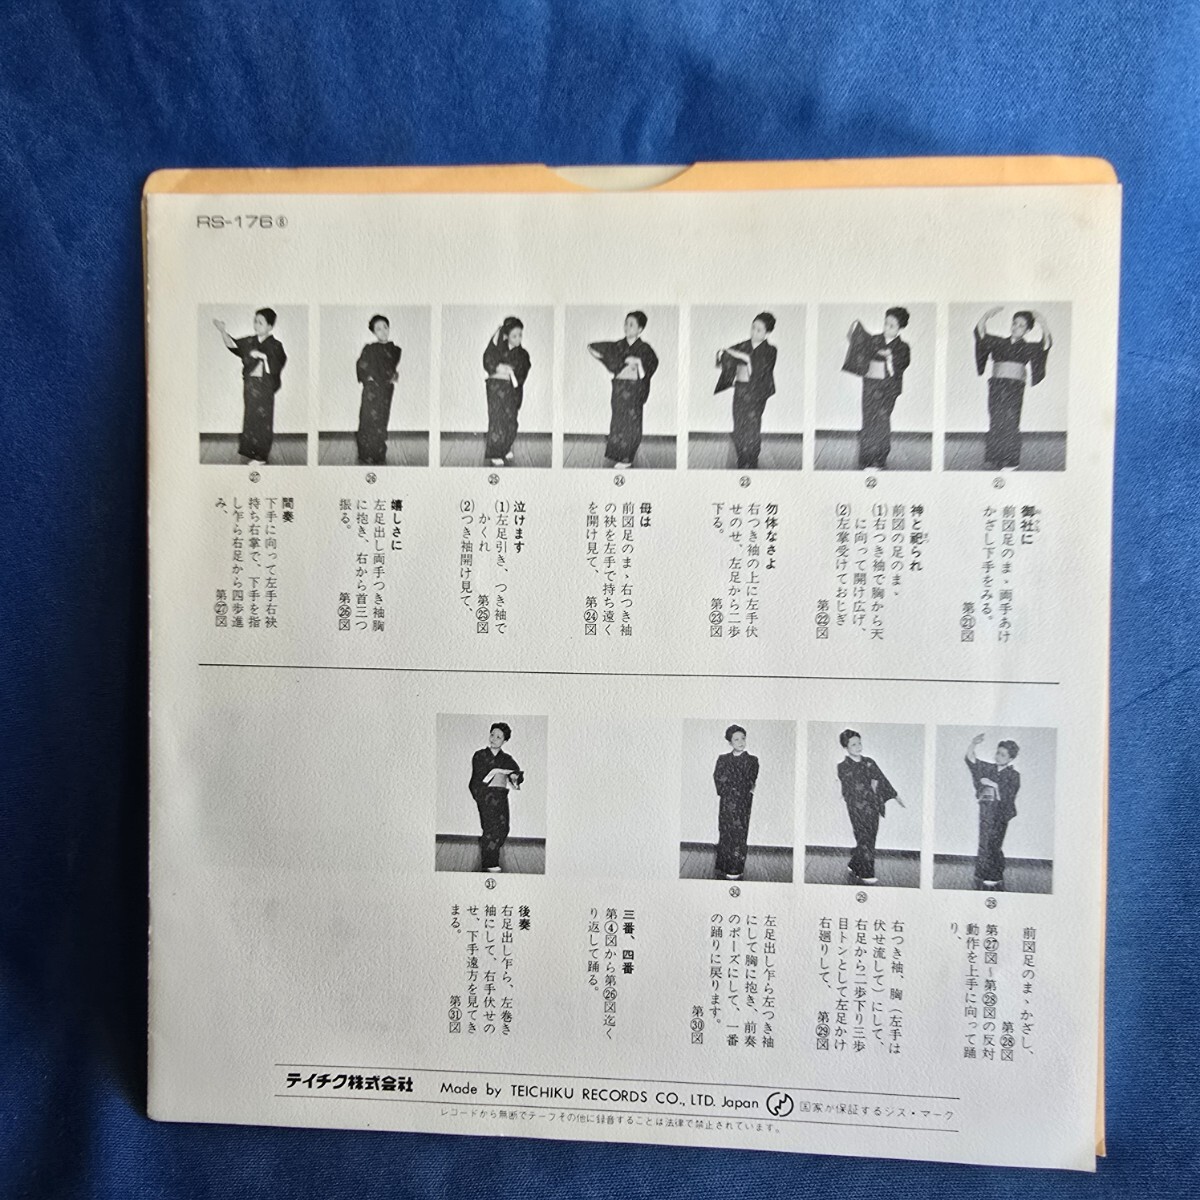 RS-176⑧
㉑
御社に
前図足のまゝ両手あけ
かざし下手をみる。
第㉑図
㉒
神と祀られ
前図の足のまゝ
(1)右つき袖で胸から天
に向って開け広げ、
(2)左掌受けておじぎ
第㉒図
㉓
勿体なさよ
右つき袖の上に左手伏
せのせ、左足から二歩
下る。
第㉓図
㉔
母は
前図足のまゝ右つき袖
の袂を左手で持ち遠く
を開け見て、
第㉔図
㉕
泣けます
(1)左足引き、つき袖で
かくれ
第㉕図
(2)つき袖開け見て、
㉖
嬉しさに
左足出し両手つき袖胸
に抱き、右から首三つ
振る。
第㉖図
㉗
間奏
下手に向って左手右袂
持ち右掌で、下手を指
し乍ら右足から四歩進
み、
第㉗図
㉘
前図足のまゝかざし、
第㉘図
第㉗図～第㉘図の反対
動作を上手に向って踊
り、
㉙
右つき袖、胸(左手は
伏せ流して)にして、
右足から二歩下り三歩
目トンとして左足かけ
右廻りして、
第㉙図
㉚
左足出し乍ら左つき袖
にして胸に抱き、前奏
のポーズにして、一番
の踊りに戻ります。
第㉚図
三番、四番
第④図から第㉖図迄く
り返して踊る。
㉛
後奏
右足出し乍ら、左巻き
袖にして、右手伏せの
せ、下手遠方を見てき
まる。
第㉛図
テイチク株式会社 Made by TEICHIKU RECORDS CO., LTD. Japan 国家が保証するジス・マーク
レコードから無断でテープその他に録音することは法律で禁止されています。